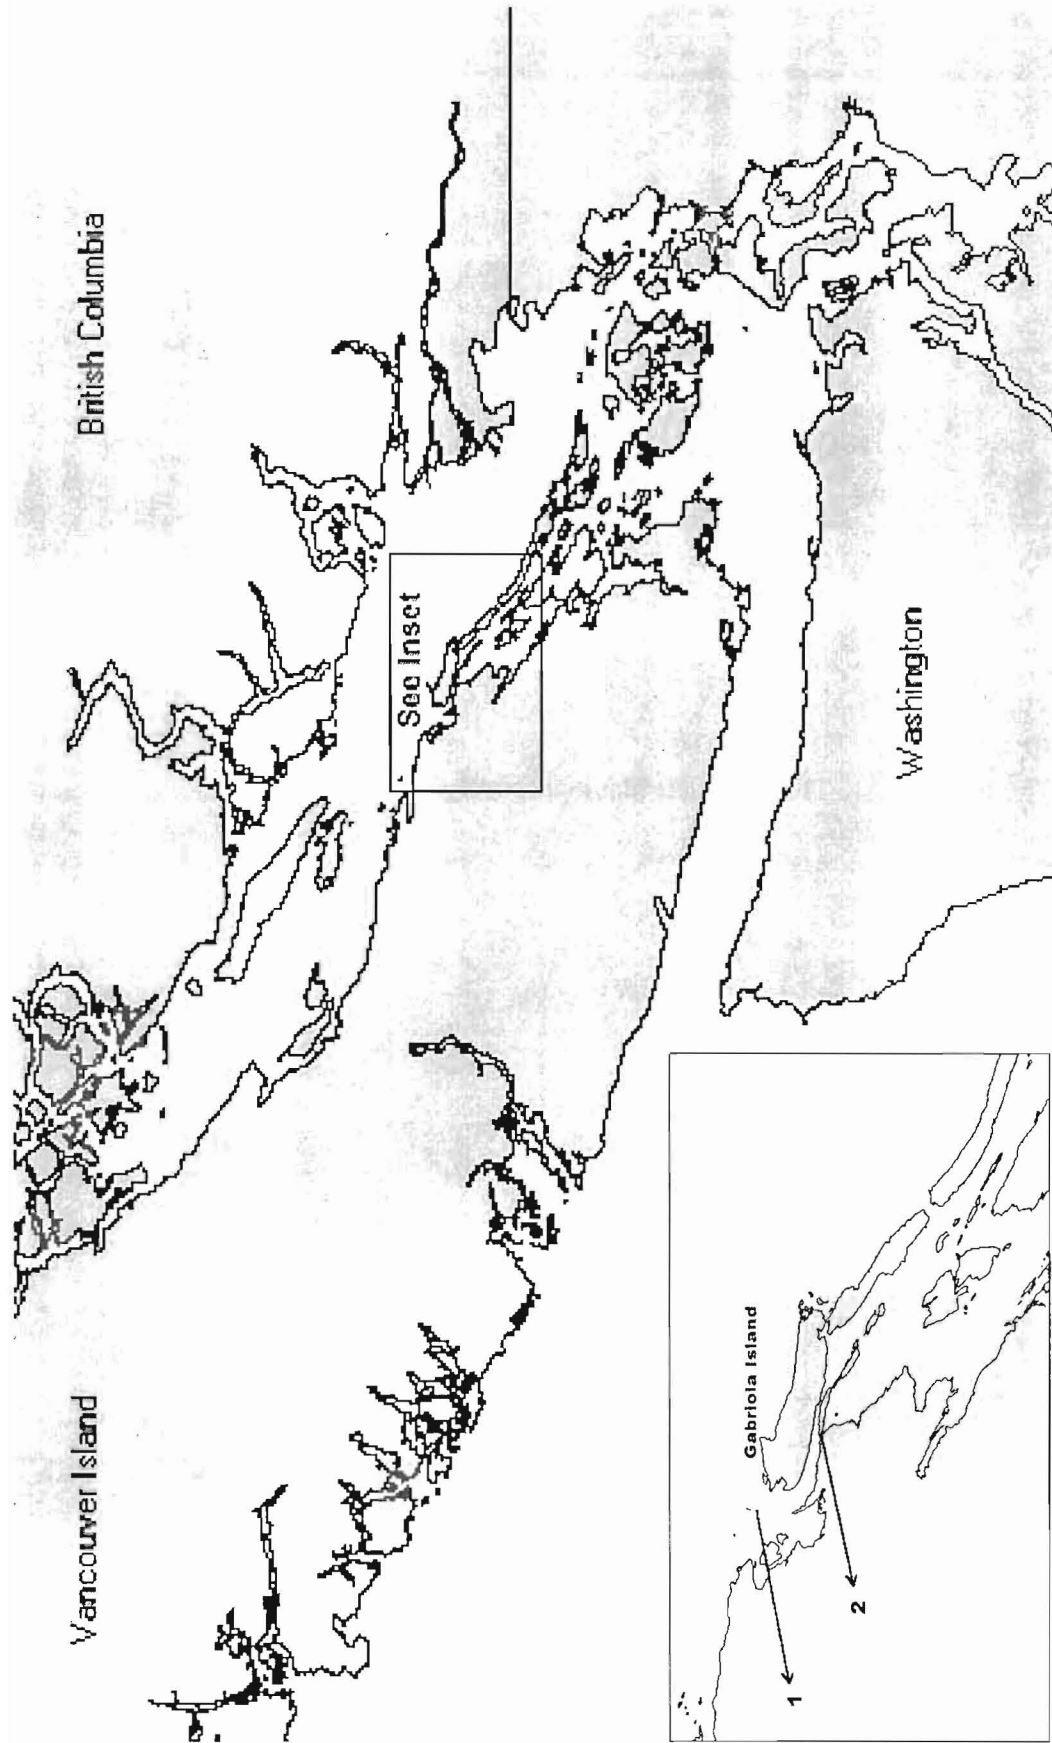 British Columbia
Vancouver Island
See Inset
Washington
Gabriola Island
1
2